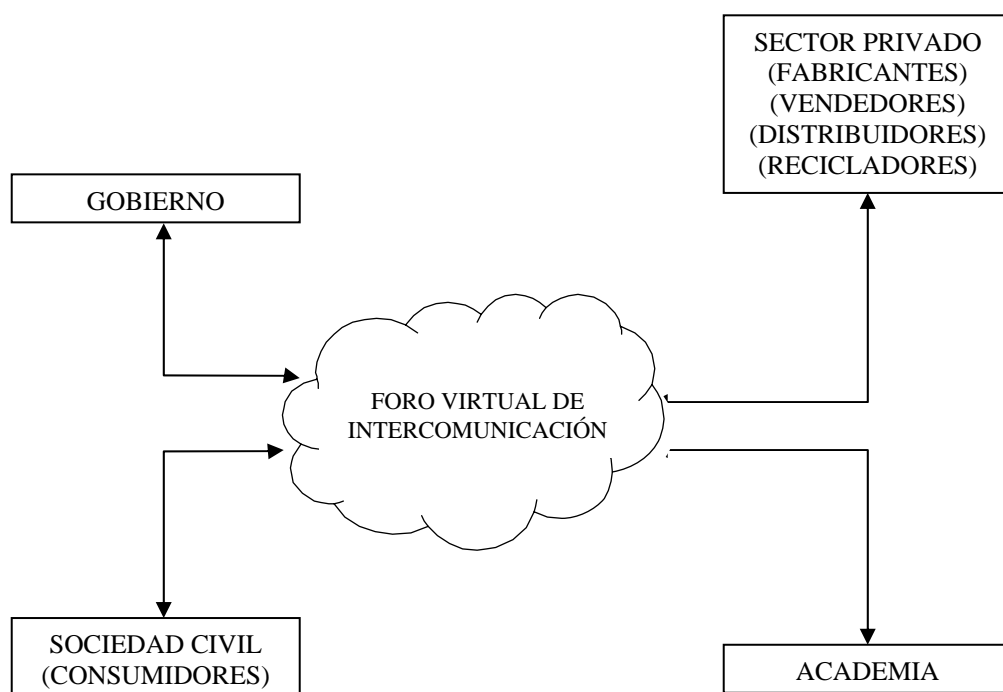 SECTOR PRIVADO
(FABRICANTES)
(VENDEDORES)
(DISTRIBUIDORES)
(RECICLADORES)
GOBIERNO
FORO VIRTUAL DE
INTERCOMUNICACIÓN
SOCIEDAD CIVIL
(CONSUMIDORES)
ACADEMIA